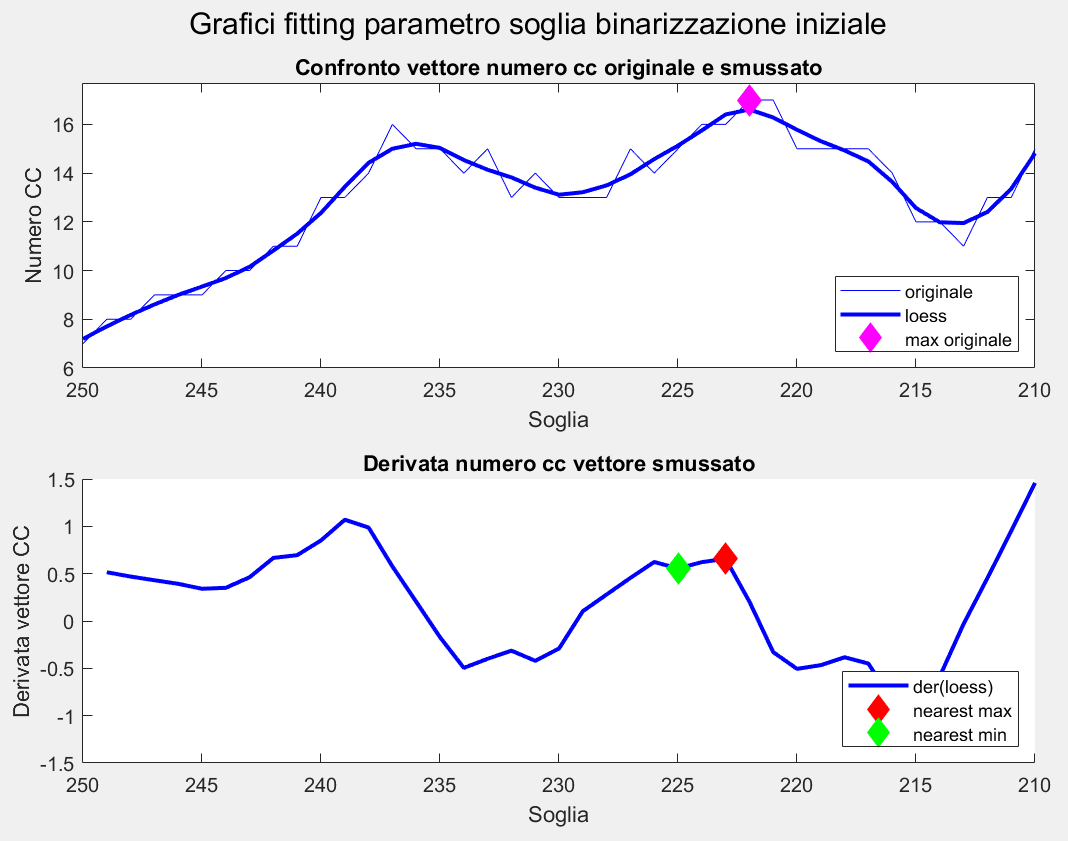 Grafici fitting parametro soglia binarizzazione iniziale
Confronto vettore numero cc originale e smussato
Numero CC
16
14
12
10
8
6
250 245 240 235 230 225 220 215 210
Soglia
originale
loess
max originale
Derivata numero cc vettore smussato
Derivata vettore CC
1.5
1
0.5
0
-0.5
-1
-1.5
250 245 240 235 230 225 220 215 210
Soglia
der(loess)
nearest max
nearest min